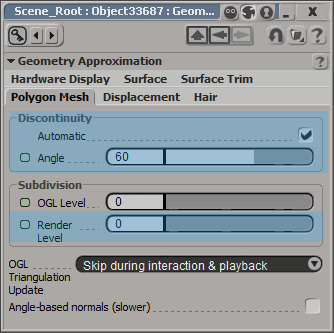 Scene_Root : Object33687 : Geom...
Geometry Approximation
Hardware Display Surface Surface Trim
Polygon Mesh Displacement Hair
Discontinuity
Automatic
Angle 60
Subdivision
OGL Level 0
Render Level 0
OGL Triangulation Update Skip during interaction & playback
Angle-based normals (slower)